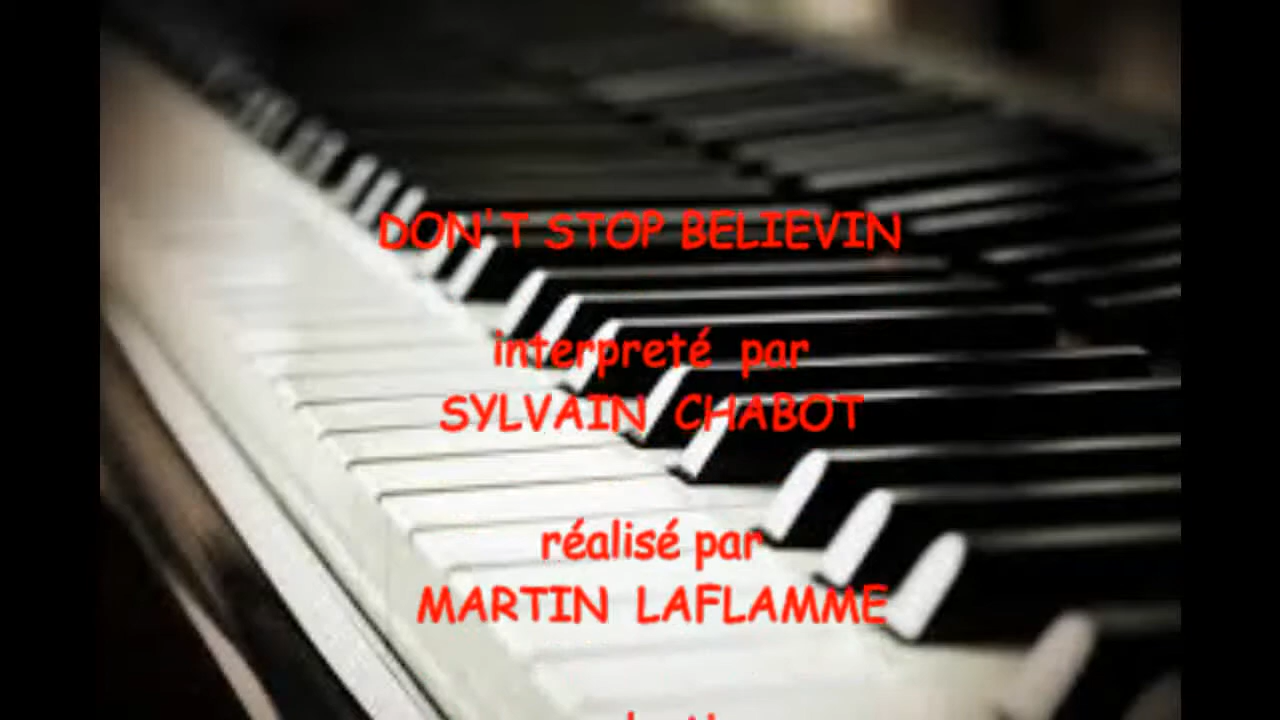 DON'T STOP BELIEVIN
interpreté par
SYLVAIN CHABOT
réalisé par
MARTIN LAFLAMME